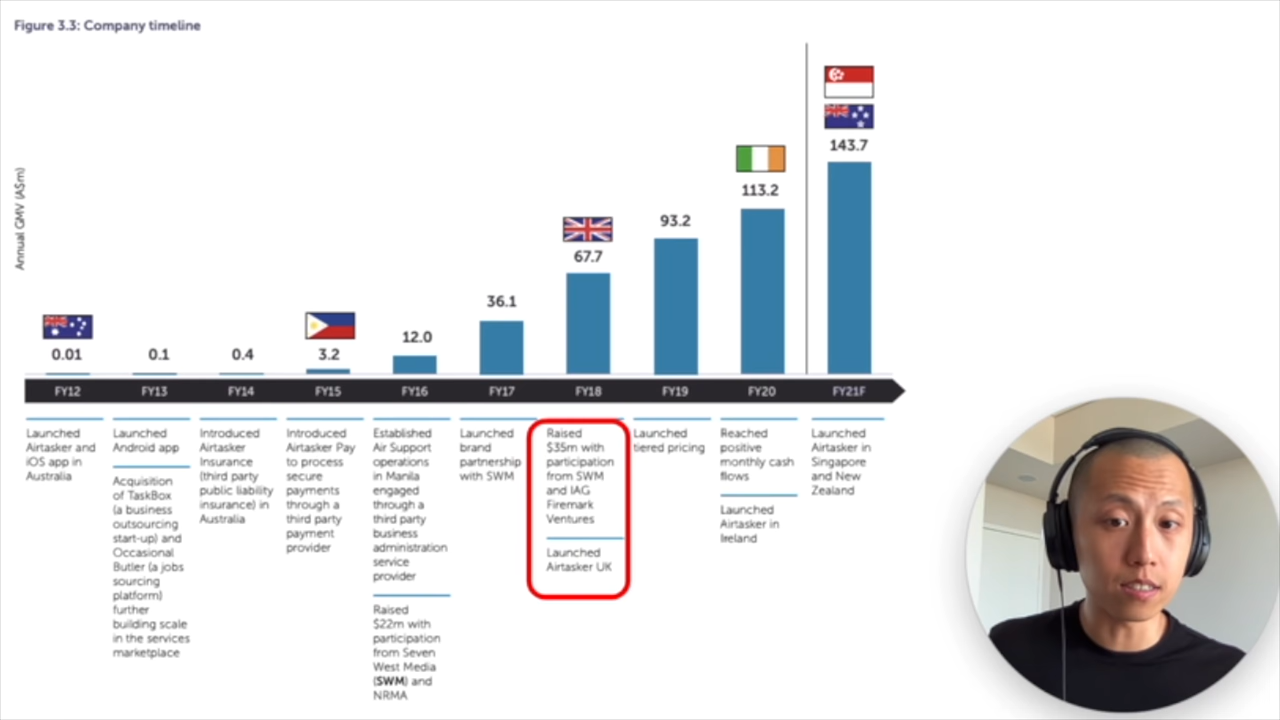 Figure 3.3: Company timeline
Annual GMV (A$m)
0.01
0.1
0.4
3.2
12.0
36.1
67.7
93.2
113.2
143.7
FY12
FY13
FY14
FY15
FY16
FY17
FY18
FY19
FY20
FY21F
Launched
Airtasker and
iOS app in
Australia
Launched
Android app
Acquisition
of TaskBox
(a business
outsourcing
start-up) and
Occasional
Butler (a jobs
sourcing
platform)
further
building scale
in the services
marketplace
Introduced
Airtasker
Insurance
(third party
public liability
insurance) in
Australia
Introduced
Airtasker Pay
to process
secure
payments
through a
third party
payment
provider
Established
Air Support
operations
in Manila
engaged
through a
third party
business
administration
service
provider
Raised
$22m with
participation
from Seven
West Media
(SWM) and
NRMA
Launched
brand
partnership
with SWM
Raised
$35m with
participation
from SWM
and IAG
Firemark
Ventures
Launched
Airtasker UK
Launched
tiered pricing
Reached
positive
monthly cash
flows
Launched
Airtasker in
Ireland
Launched
Airtasker in
Singapore
and New
Zealand